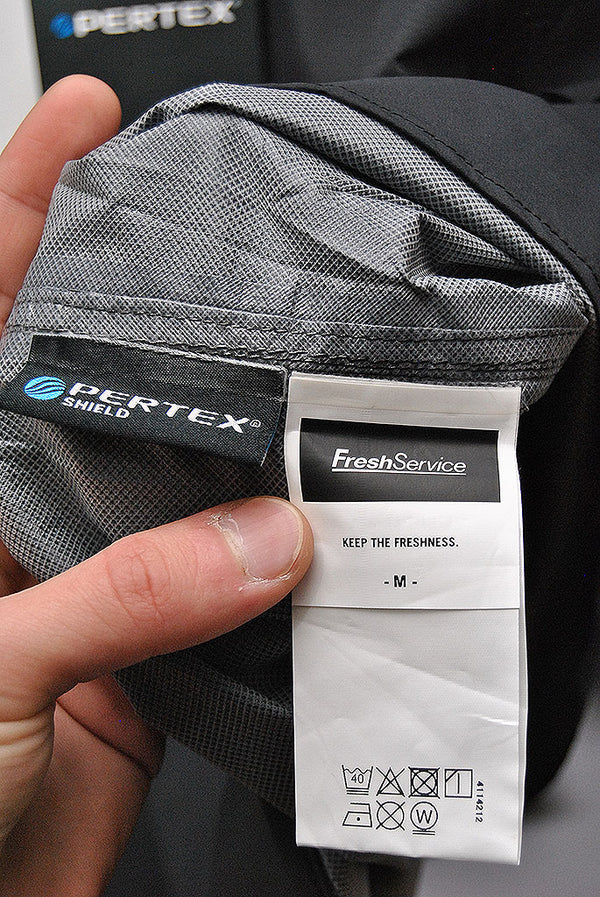 PERTEX
PERTEX®
SHIELD
FreshService
KEEP THE FRESHNESS.
- M -
40
4114212
W